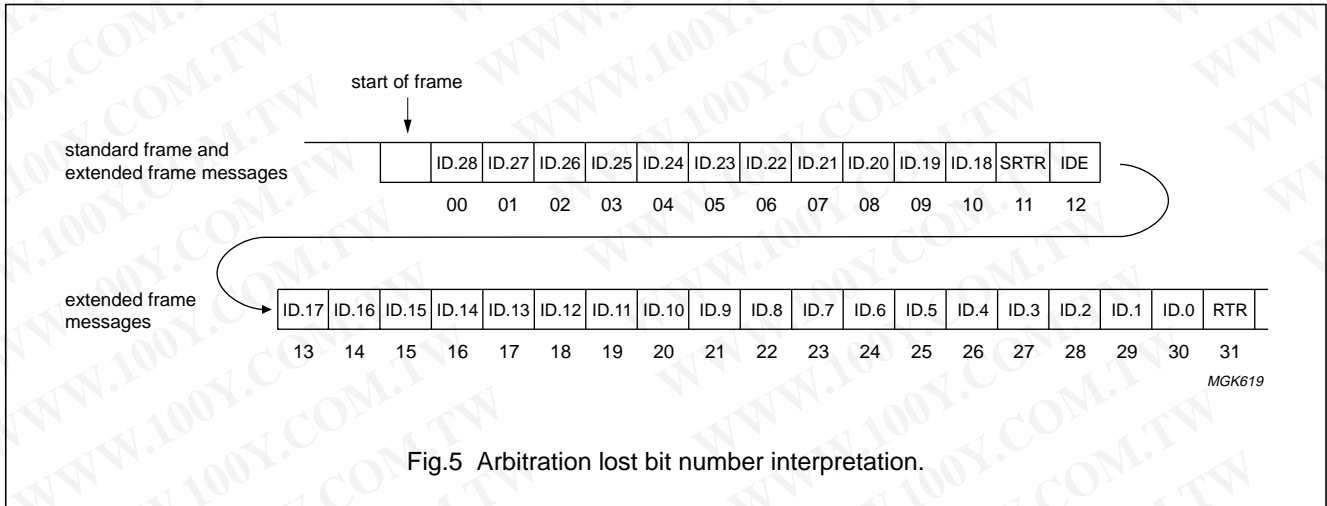 start of frame
standard frame and
extended frame messages
ID.28 ID.27 ID.26 ID.25 ID.24 ID.23 ID.22 ID.21 ID.20 ID.19 ID.18 SRTR IDE
00 01 02 03 04 05 06 07 08 09 10 11 12
extended frame
messages
ID.17 ID.16 ID.15 ID.14 ID.13 ID.12 ID.11 ID.10 ID.9 ID.8 ID.7 ID.6 ID.5 ID.4 ID.3 ID.2 ID.1 ID.0 RTR
13 14 15 16 17 18 19 20 21 22 23 24 25 26 27 28 29 30 31
MGK619
Fig.5 Arbitration lost bit number interpretation.
WWW.100Y.COM.TW